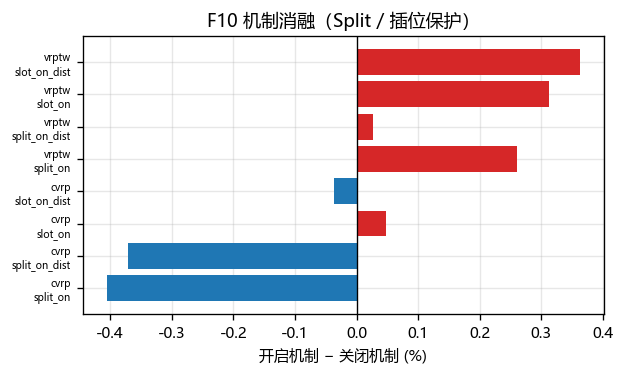 F10 机制消融（Split / 插位保护）
vrptw
slot_on_dist
vrptw
slot_on
vrptw
split_on_dist
vrptw
split_on
cvrp
slot_on_dist
cvrp
slot_on
cvrp
split_on_dist
cvrp
split_on
-0.4 -0.3 -0.2 -0.1 0.0 0.1 0.2 0.3 0.4
开启机制 − 关闭机制 (%)